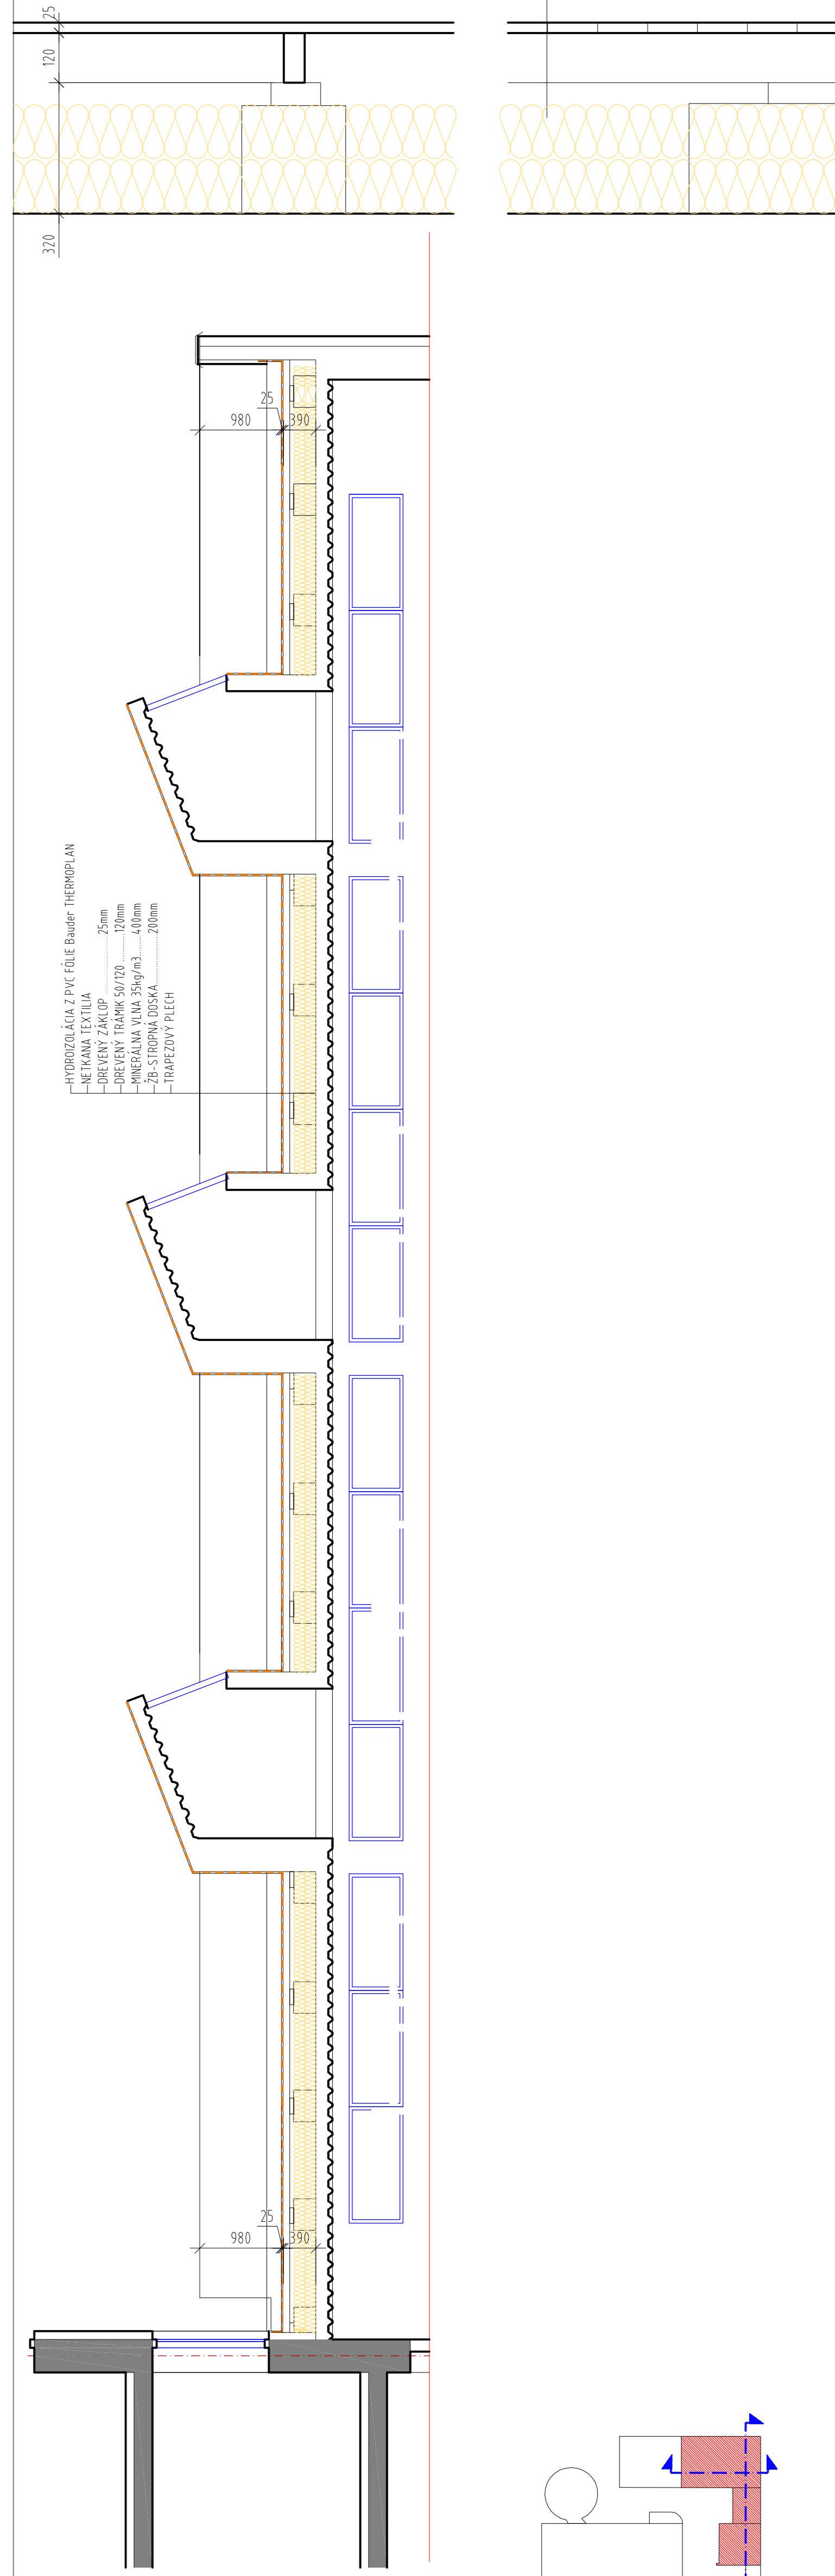 25
120
320
25
980
390
HYDROIZOLÁCIA Z PVC FÓLIE Bauder THERMOPLAN
NETKANÁ TEXTILIA
DREVENÝ ZÁKLOP ........ 25mm
DREVENÝ TRÁMIK 50/120 ........ 120mm
MINERÁLNA VLNA 35kg/m3 ........ 400mm
ŽB-STROPNÁ DOSKA ........ 200mm
TRAPEZOVÝ PLECH
25
980
390